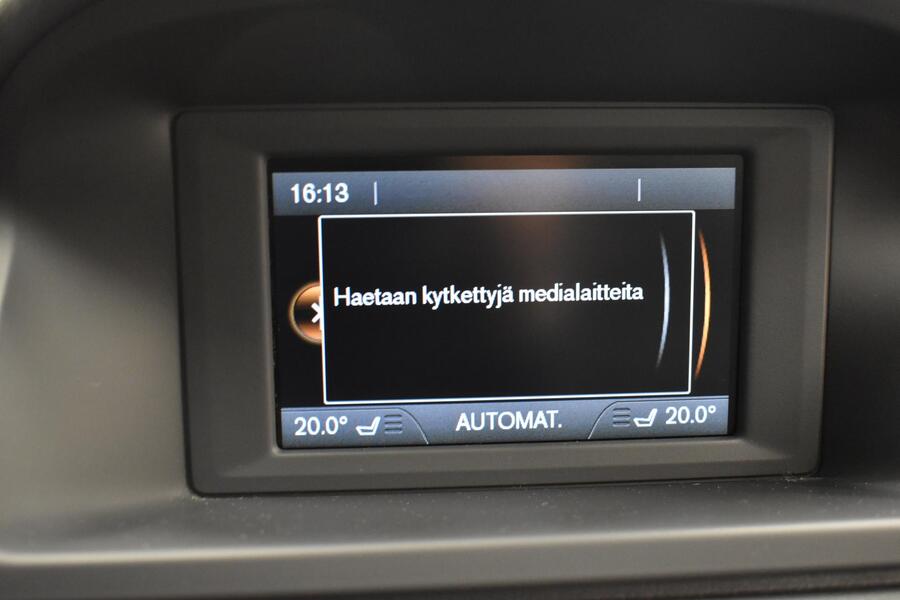 16:13
Haetaan kytkettyjä medialaitteita
20.0° AUTOMAT. 20.0°